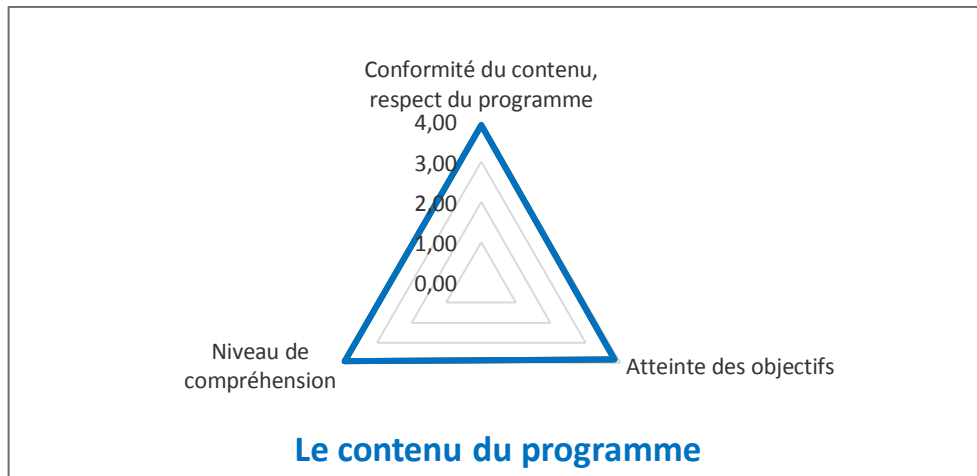 Conformité du contenu,
respect du programme
4,00
3,00
2,00
1,00
0,00
Niveau de
compréhension
Atteinte des objectifs
Le contenu du programme